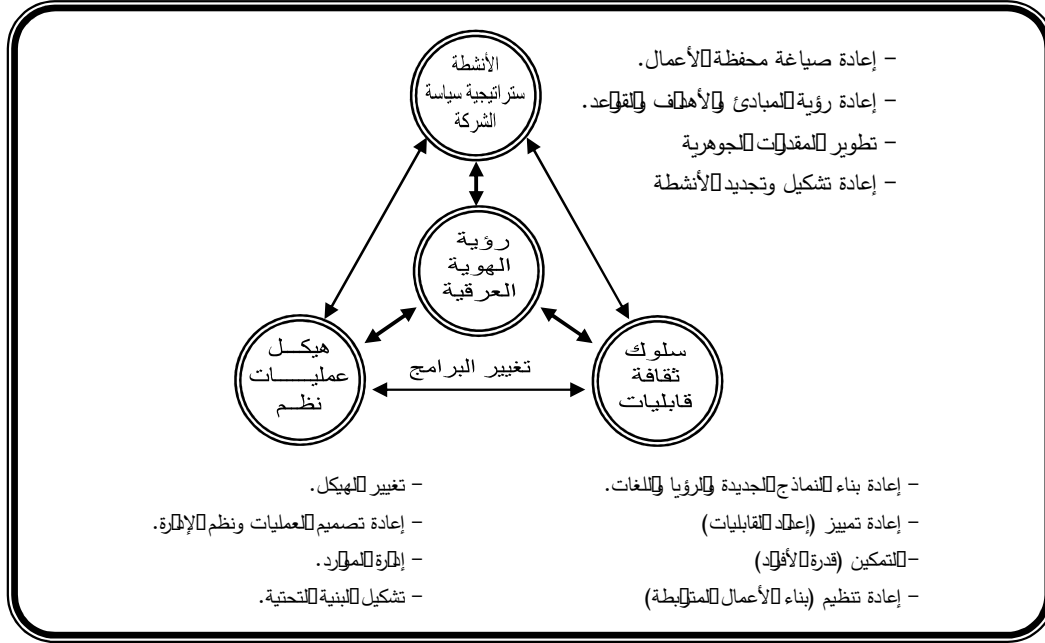 الأنشطة
ستراتيجية سياسة
الشركة
- إعادة صياغة محفظة الأعمال.
- إعادة رؤية المبادئ والأهداف والقواعد.
- تطوير المقدرات الجوهرية
- إعادة تشكيل وتجديد الأنشطة
رؤية
الهوية
العرقية
سلوك
ثقافة
قابليات
تغيير البرامج
هيكل
عمليات
نظم
- إعادة بناء النماذج الجديدة والرؤيا واللغات.
- إعادة تمييز (إعداد القابليات)
- التمكين (قدرة الأفراد)
- إعادة تنظيم (بناء الأعمال المترابطة)
- تغيير الهيكل.
- إعادة تصميم العمليات ونظم الإدارة.
- إدارة الموارد.
- تشكيل البنية التحتية.